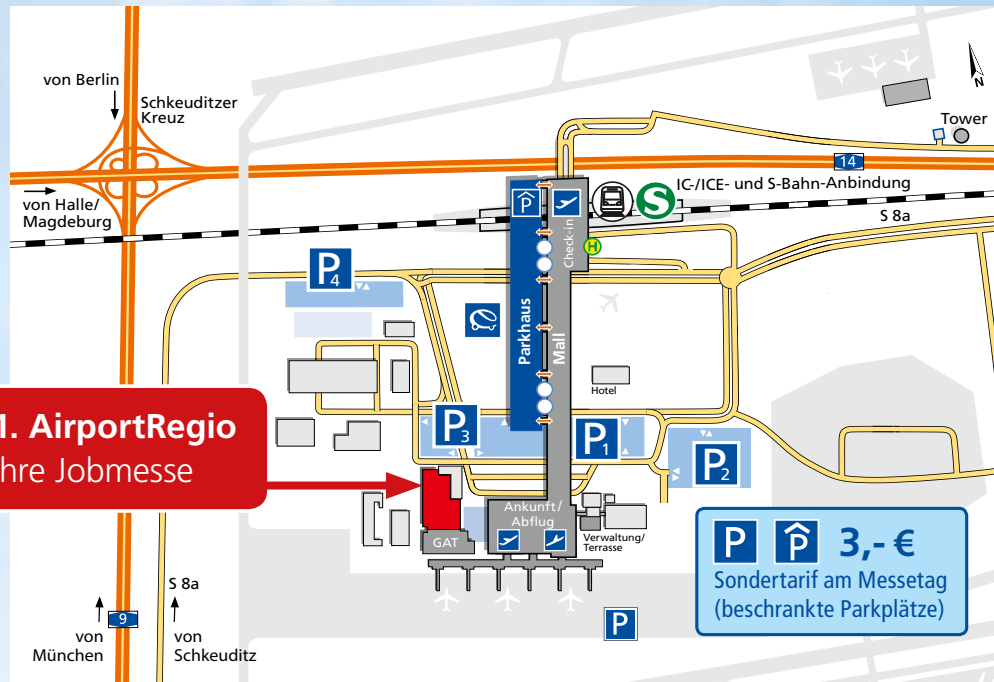 von Berlin
Schkeuditzer
Kreuz
N
Tower
14
von Halle/
Magdeburg
P
IC-/ICE- und S-Bahn-Anbindung
S
S 8a
Check-in
H
P4
Parkhaus
Mall
Hotel
1. AirportRegio
hre Jobmesse
P3
P1
P2
Ankunft/
Abflug
GAT
Verwaltung/
Terrasse
P P 3,- €
Sondertarif am Messetag
(beschrankte Parkplätze)
S 8a
9
P
von
München
von
Schkeuditz